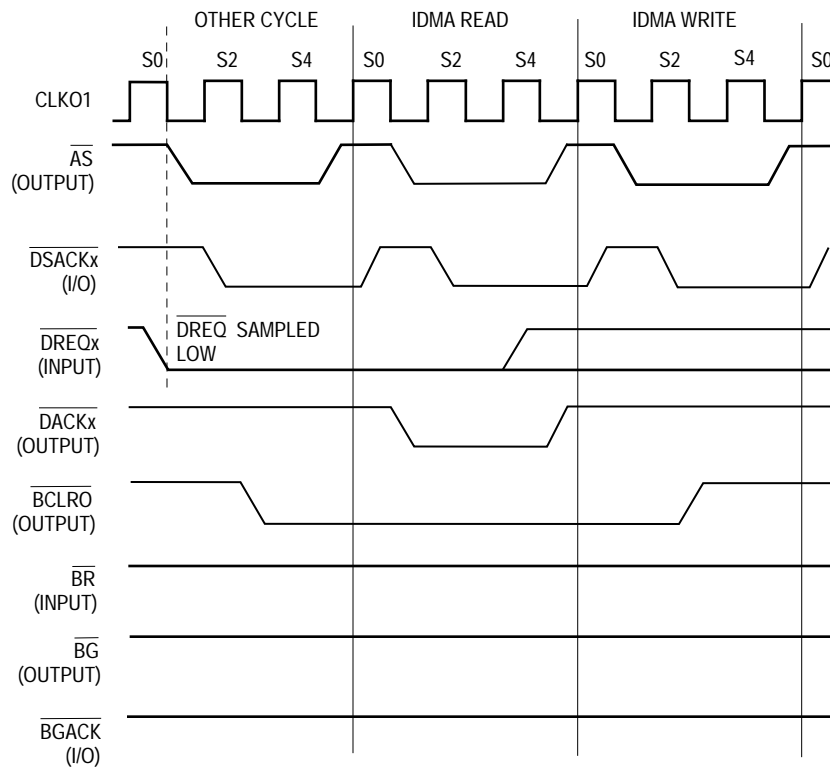 OTHER CYCLE IDMA READ IDMA WRITE
S0 S2 S4 S0 S2 S4 S0 S2 S4 S0
CLKO1
AS
(OUTPUT)
DSACKx
(I/O)
DREQx
(INPUT)
DREQ SAMPLED
LOW
DACKx
(OUTPUT)
BCLRO
(OUTPUT)
BR
(INPUT)
BG
(OUTPUT)
BGACK
(I/O)